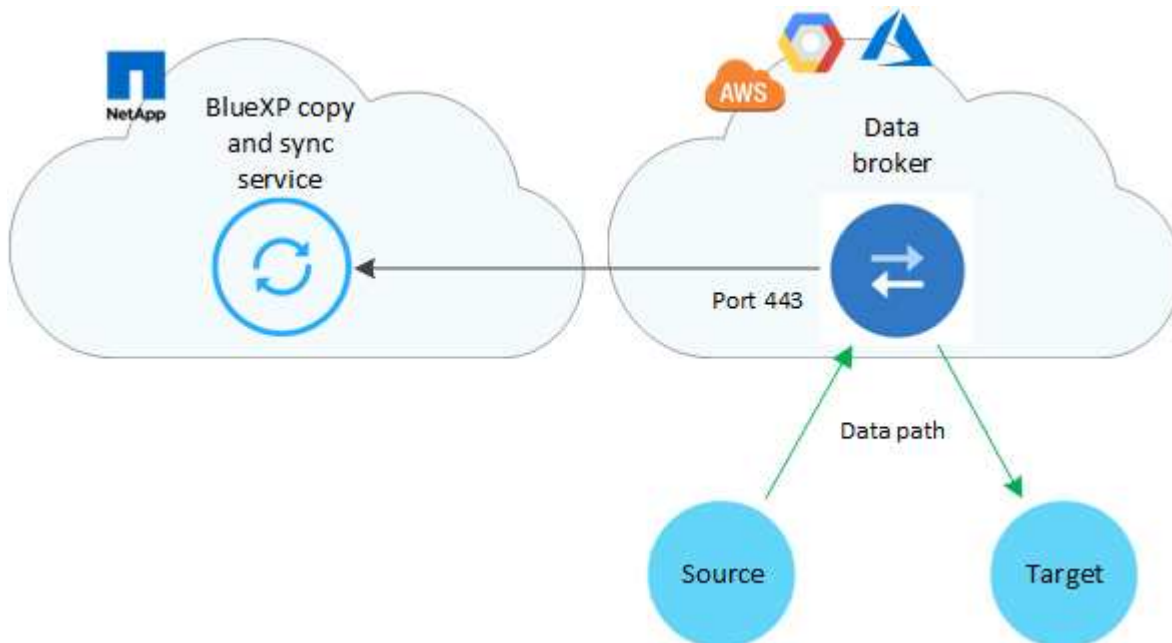 NetApp
BlueXP copy
and sync
service
AWS
Data
broker
Port 443
Data path
Source
Target